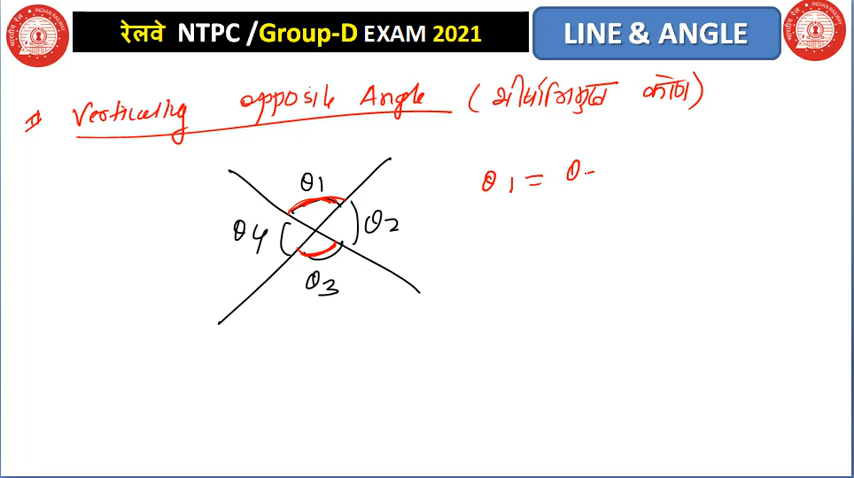 रेलवे NTPC /Group-D EXAM 2021
LINE & ANGLE
Vertically opposite Angle (शीर्षाभिमुख कोण)
θ1
θ1 = θ
θ4
θ2
θ3